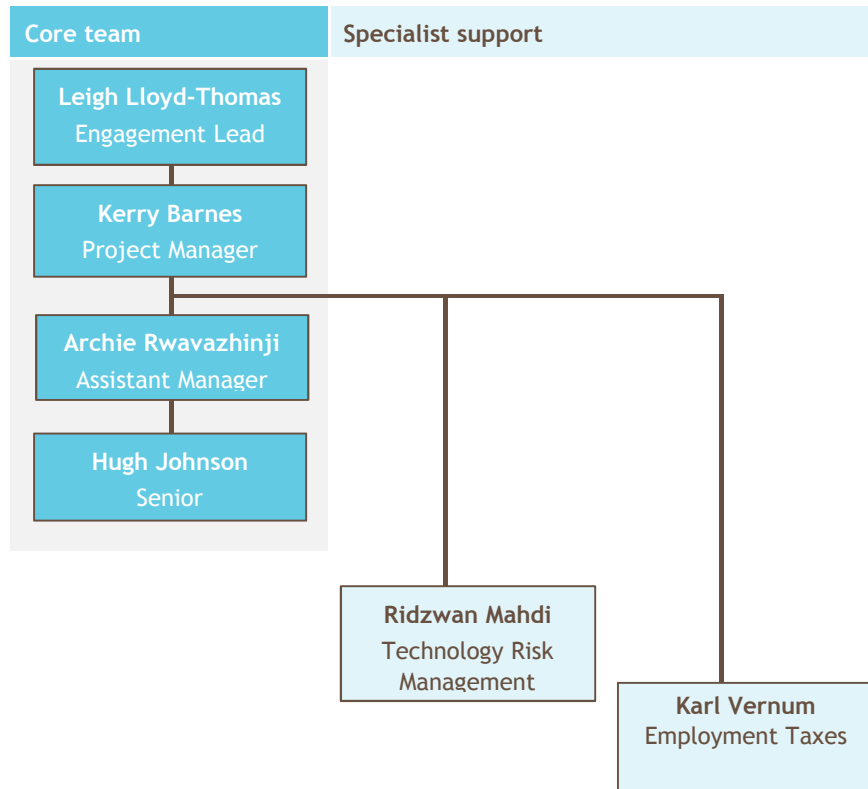 Core team
Specialist support
Leigh Lloyd-Thomas
Engagement Lead
Kerry Barnes
Project Manager
Archie Rwavazhinji
Assistant Manager
Hugh Johnson
Senior
Ridzwan Mahdi
Technology Risk
Management
Karl Vernum
Employment Taxes